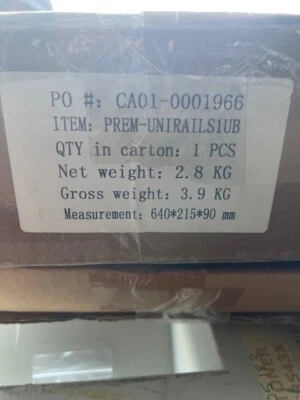 PO #: CA01-0001966
ITEM: PREM-UNIRAILS1UB
QTY in carton: 1 PCS
Net weight: 2.8 KG
Gross weight: 3.9 KG
Measurement: 640*215*90 mm
TONER